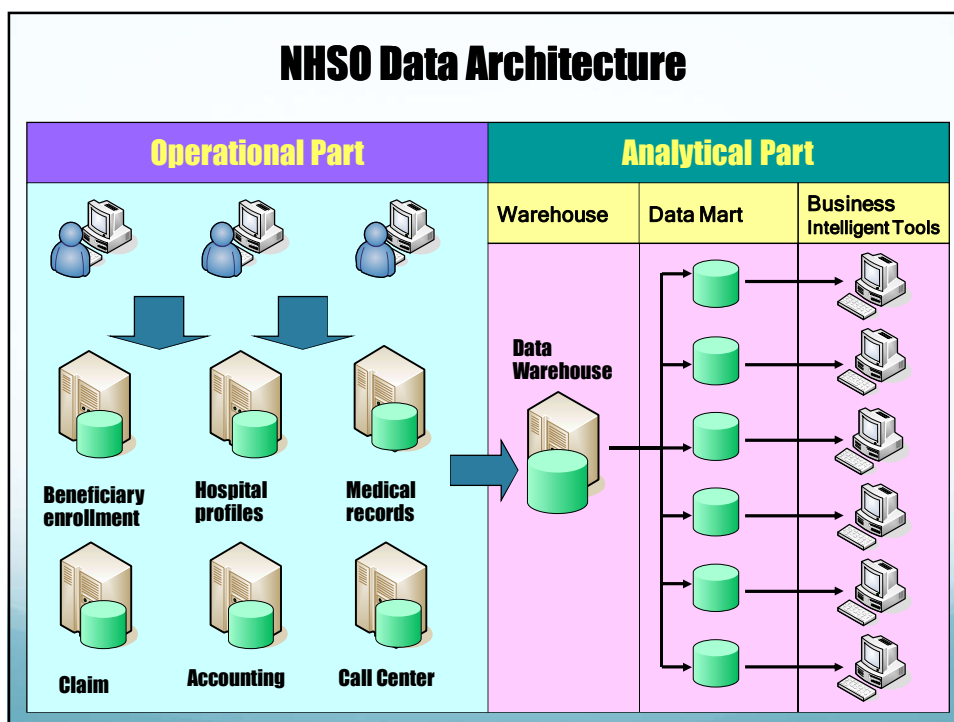 NHSO Data Architecture
Operational Part
Analytical Part
Warehouse
Data Mart
Business
Intelligent Tools
Data
Warehouse
Beneficiary
enrollment
Hospital
profiles
Medical
records
Claim
Accounting
Call Center